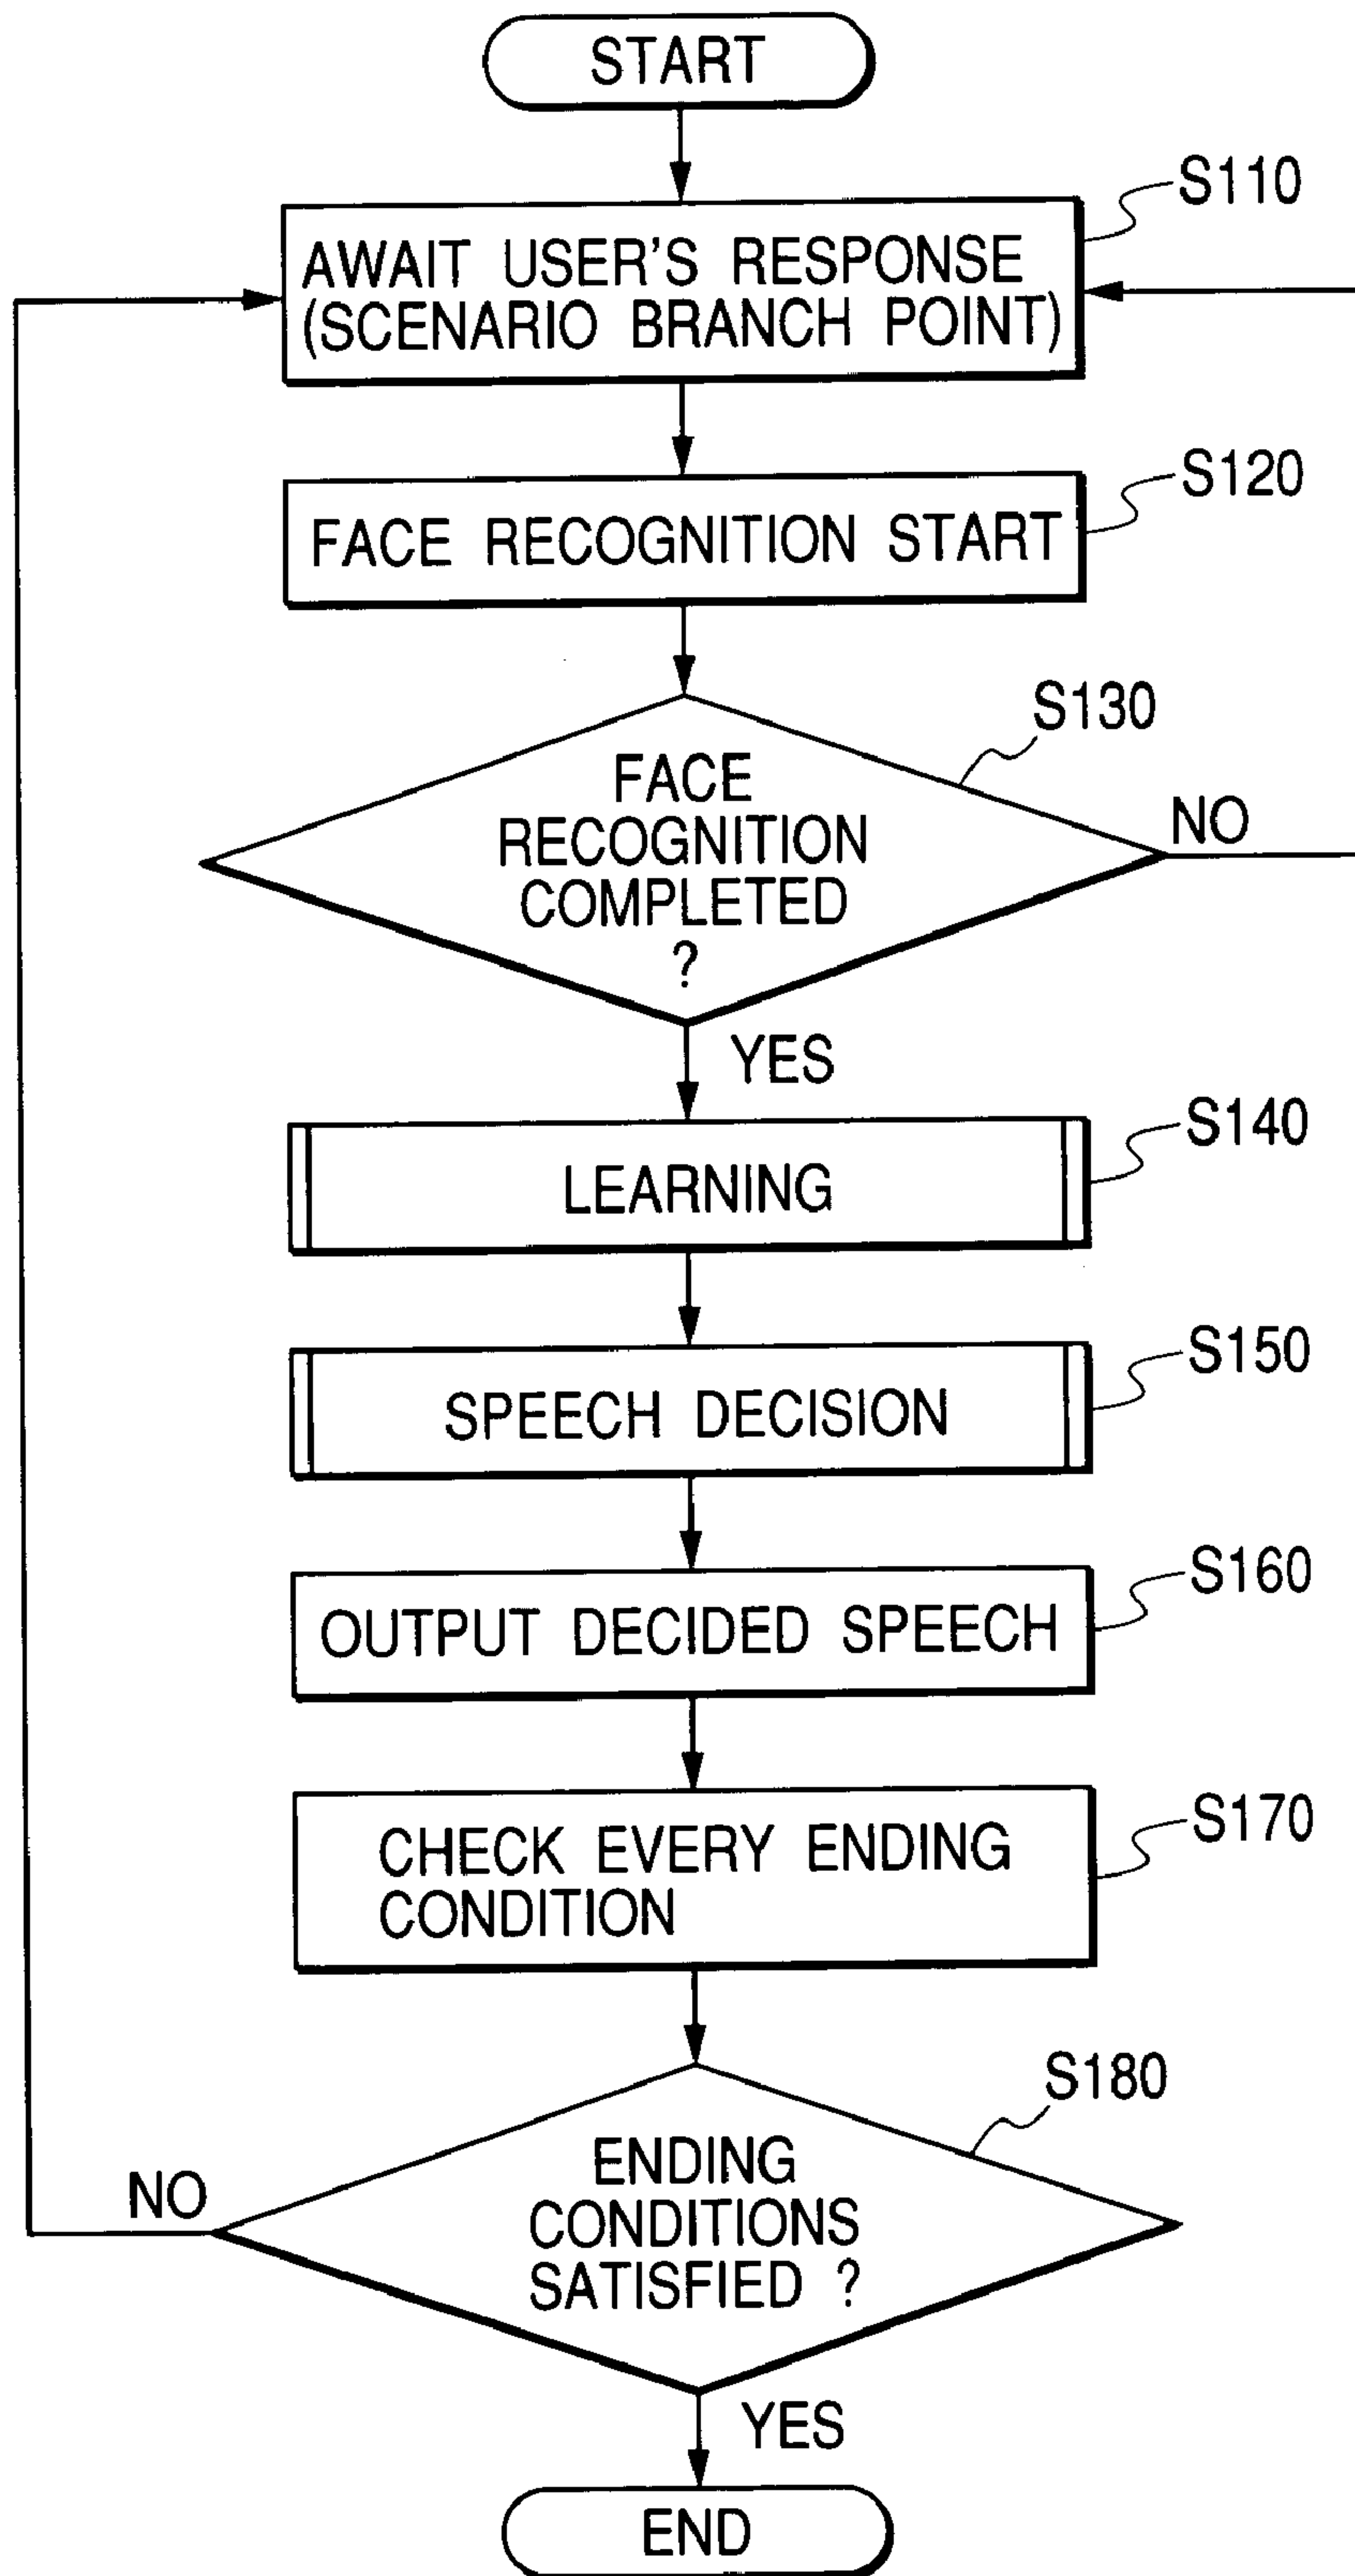 START
S110
AWAIT USER'S RESPONSE
(SCENARIO BRANCH POINT)
S120
FACE RECOGNITION START
S130
FACE
RECOGNITION
COMPLETED
?
NO
YES
S140
LEARNING
S150
SPEECH DECISION
S160
OUTPUT DECIDED SPEECH
S170
CHECK EVERY ENDING
CONDITION
S180
ENDING
CONDITIONS
SATISFIED ?
NO
YES
END